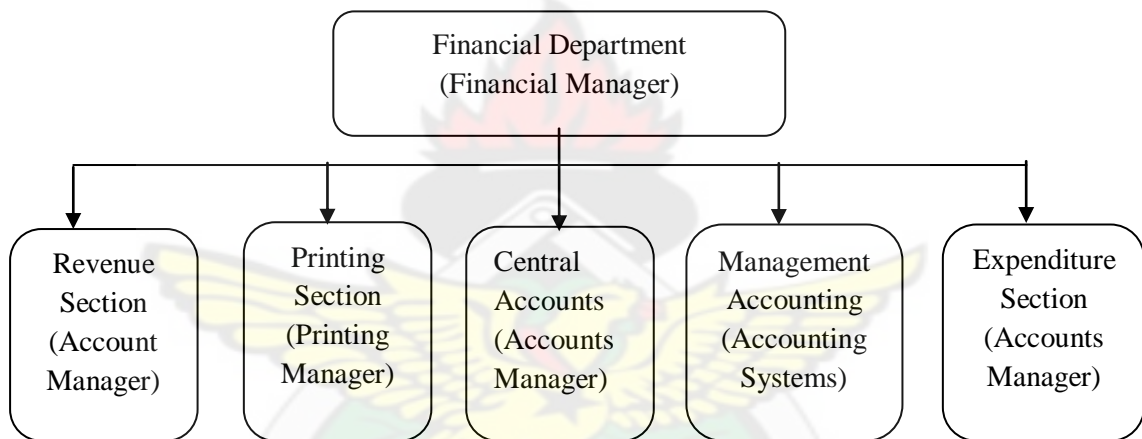 Financial Department
(Financial Manager)
Revenue
Section
(Account
Manager)
Printing
Section
(Printing
Manager)
Central
Accounts
(Accounts
Manager)
Management
Accounting
(Accounting
Systems)
Expenditure
Section
(Accounts
Manager)